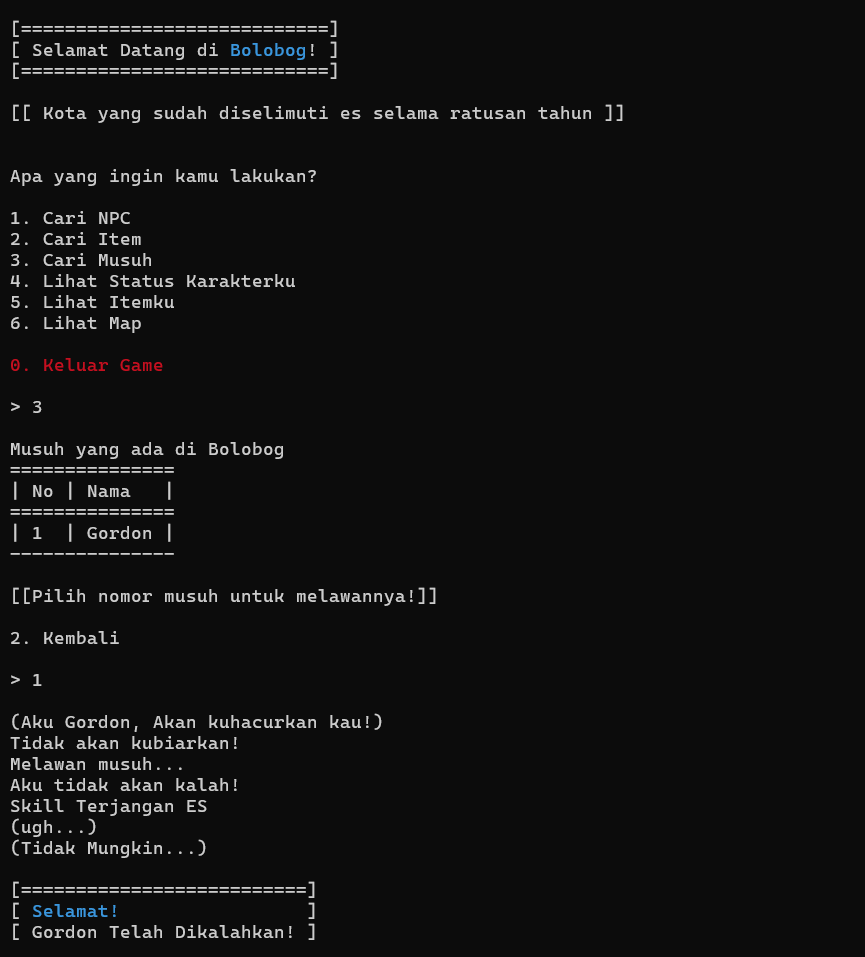 [============================]
[ Selamat Datang di Bolobog! ]
[============================]
[[ Kota yang sudah diselimuti es selama ratusan tahun ]]
Apa yang ingin kamu lakukan?
1. Cari NPC
2. Cari Item
3. Cari Musuh
4. Lihat Status Karakterku
5. Lihat Itemku
6. Lihat Map
0. Keluar Game
> 3
Musuh yang ada di Bolobog
===============
| No | Nama   |
===============
| 1  | Gordon |
---------------
[[Pilih nomor musuh untuk melawannya!]]
2. Kembali
> 1
(Aku Gordon, Akan kuhacurkan kau!)
Tidak akan kubiarkan!
Melawan musuh...
Aku tidak akan kalah!
Skill Terjangan ES
(ugh...)
(Tidak Mungkin...)
[==========================]
[ Selamat!                 ]
[ Gordon Telah Dikalahkan! ]